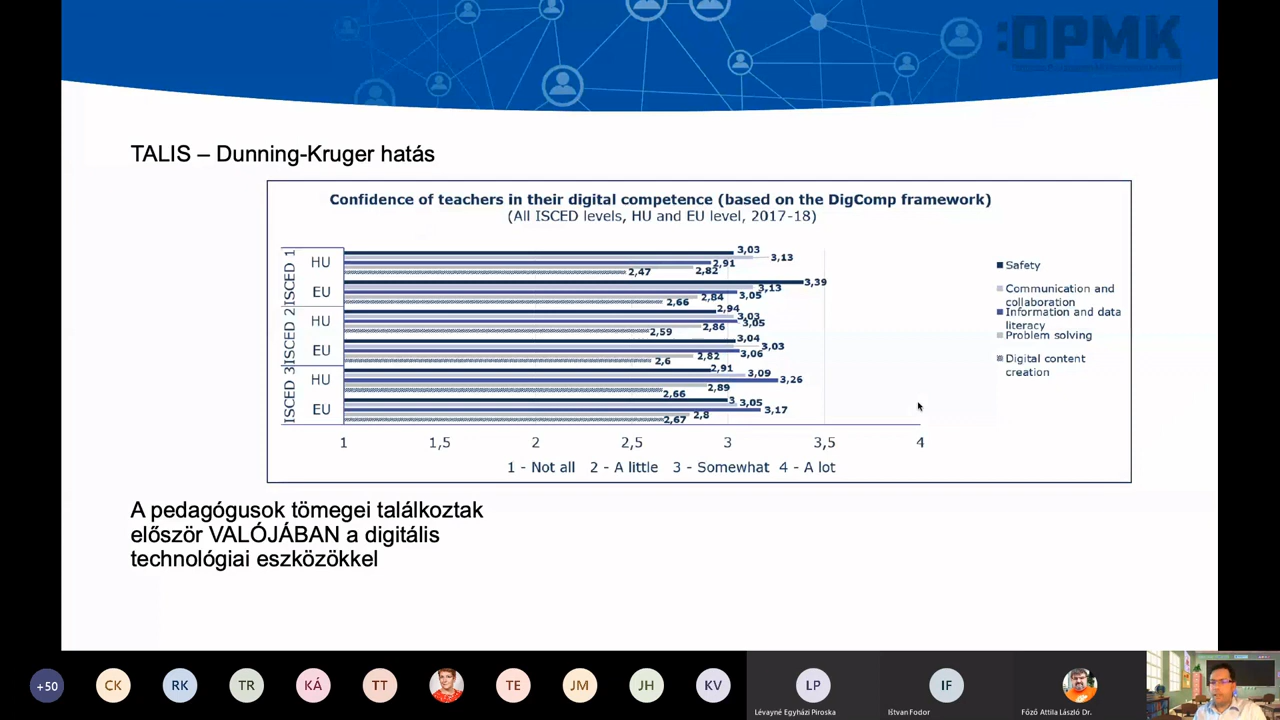 :OPMK
TALIS – Dunning-Kruger hatás
Confidence of teachers in their digital competence (based on the DigComp framework)
(All ISCED levels, HU and EU level, 2017-18)
ISCED 1
HU
3,03
3,13
2,91
2,82
2,47
EU
3,39
3,13
3,05
2,84
2,66
ISCED 2
HU
2,94
3,03
3,05
2,86
2,59
EU
3,04
3,03
3,06
2,82
2,6
ISCED 3
HU
2,91
3,09
3,26
2,89
2,66
EU
3
3,05
3,17
2,8
2,67
1 1,5 2 2,5 3 3,5 4
1 - Not all 2 - A little 3 - Somewhat 4 - A lot
Safety
Communication and
collaboration
Information and data
literacy
Problem solving
Digital content
creation
A pedagógusok tömegei találkoztak
először VALÓJÁBAN a digitális
technológiai eszközökkel
+50 CK RK TR KÁ TT TE JM JH KV LP IF
Lévayné Egyházi Piroska
István Fodor
Főző Attila László Dr.